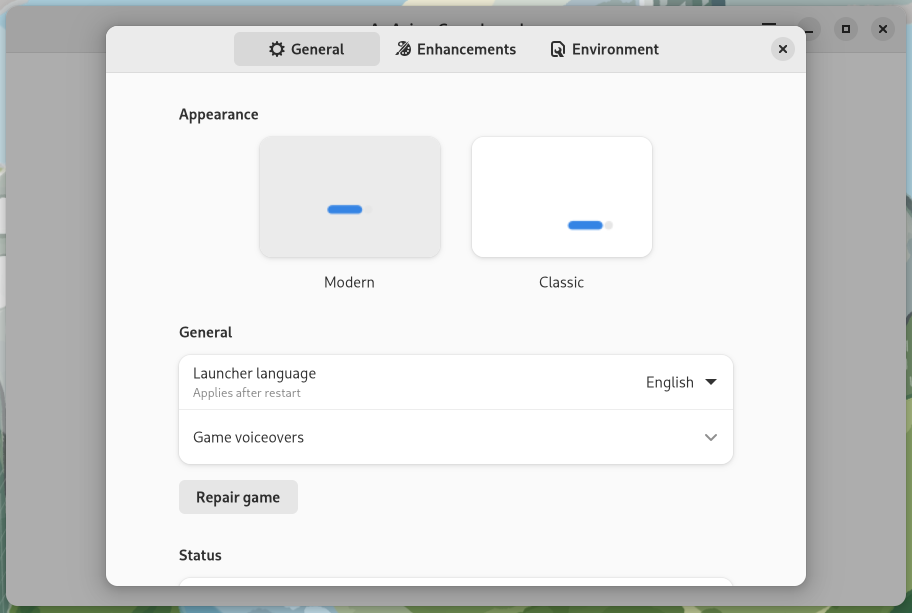 General
Enhancements
Environment
Appearance
Modern
Classic
General
Launcher language
Applies after restart
English
Game voiceovers
Repair game
Status